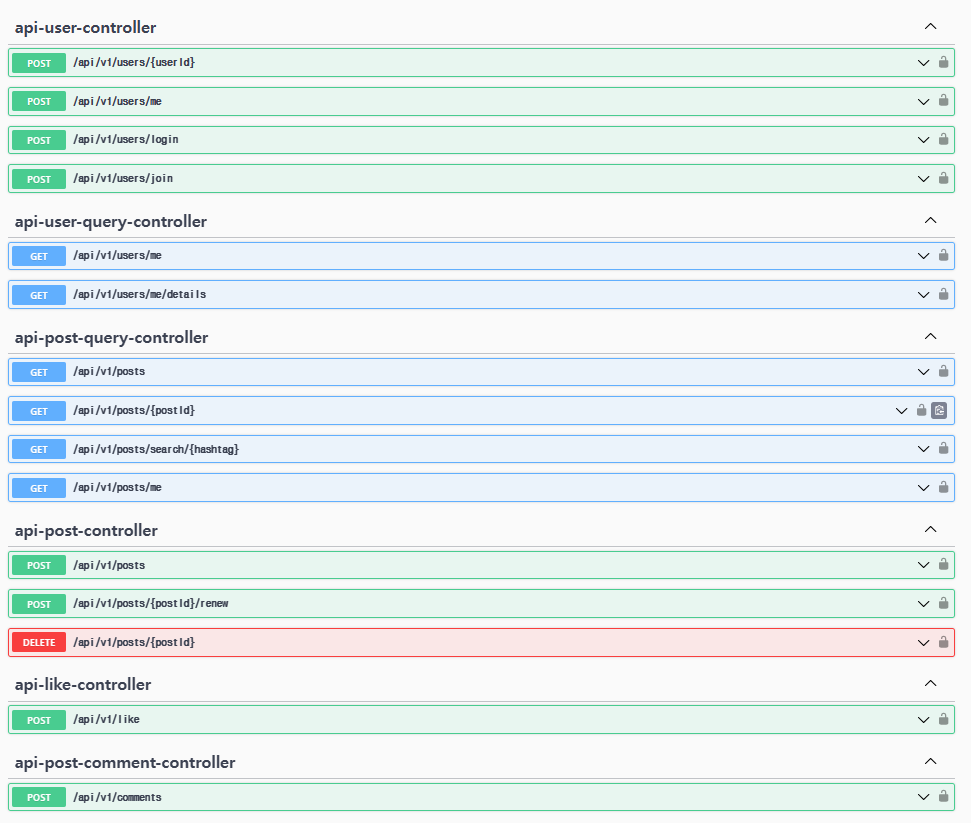 api-user-controller
POST /api/v1/users/{userId}
POST /api/v1/users/me
POST /api/v1/users/login
POST /api/v1/users/join
api-user-query-controller
GET /api/v1/users/me
GET /api/v1/users/me/details
api-post-query-controller
GET /api/v1/posts
GET /api/v1/posts/{postId}
GET /api/v1/posts/search/{hashtag}
GET /api/v1/posts/me
api-post-controller
POST /api/v1/posts
POST /api/v1/posts/{postId}/renew
DELETE /api/v1/posts/{postId}
api-like-controller
POST /api/v1/like
api-post-comment-controller
POST /api/v1/comments